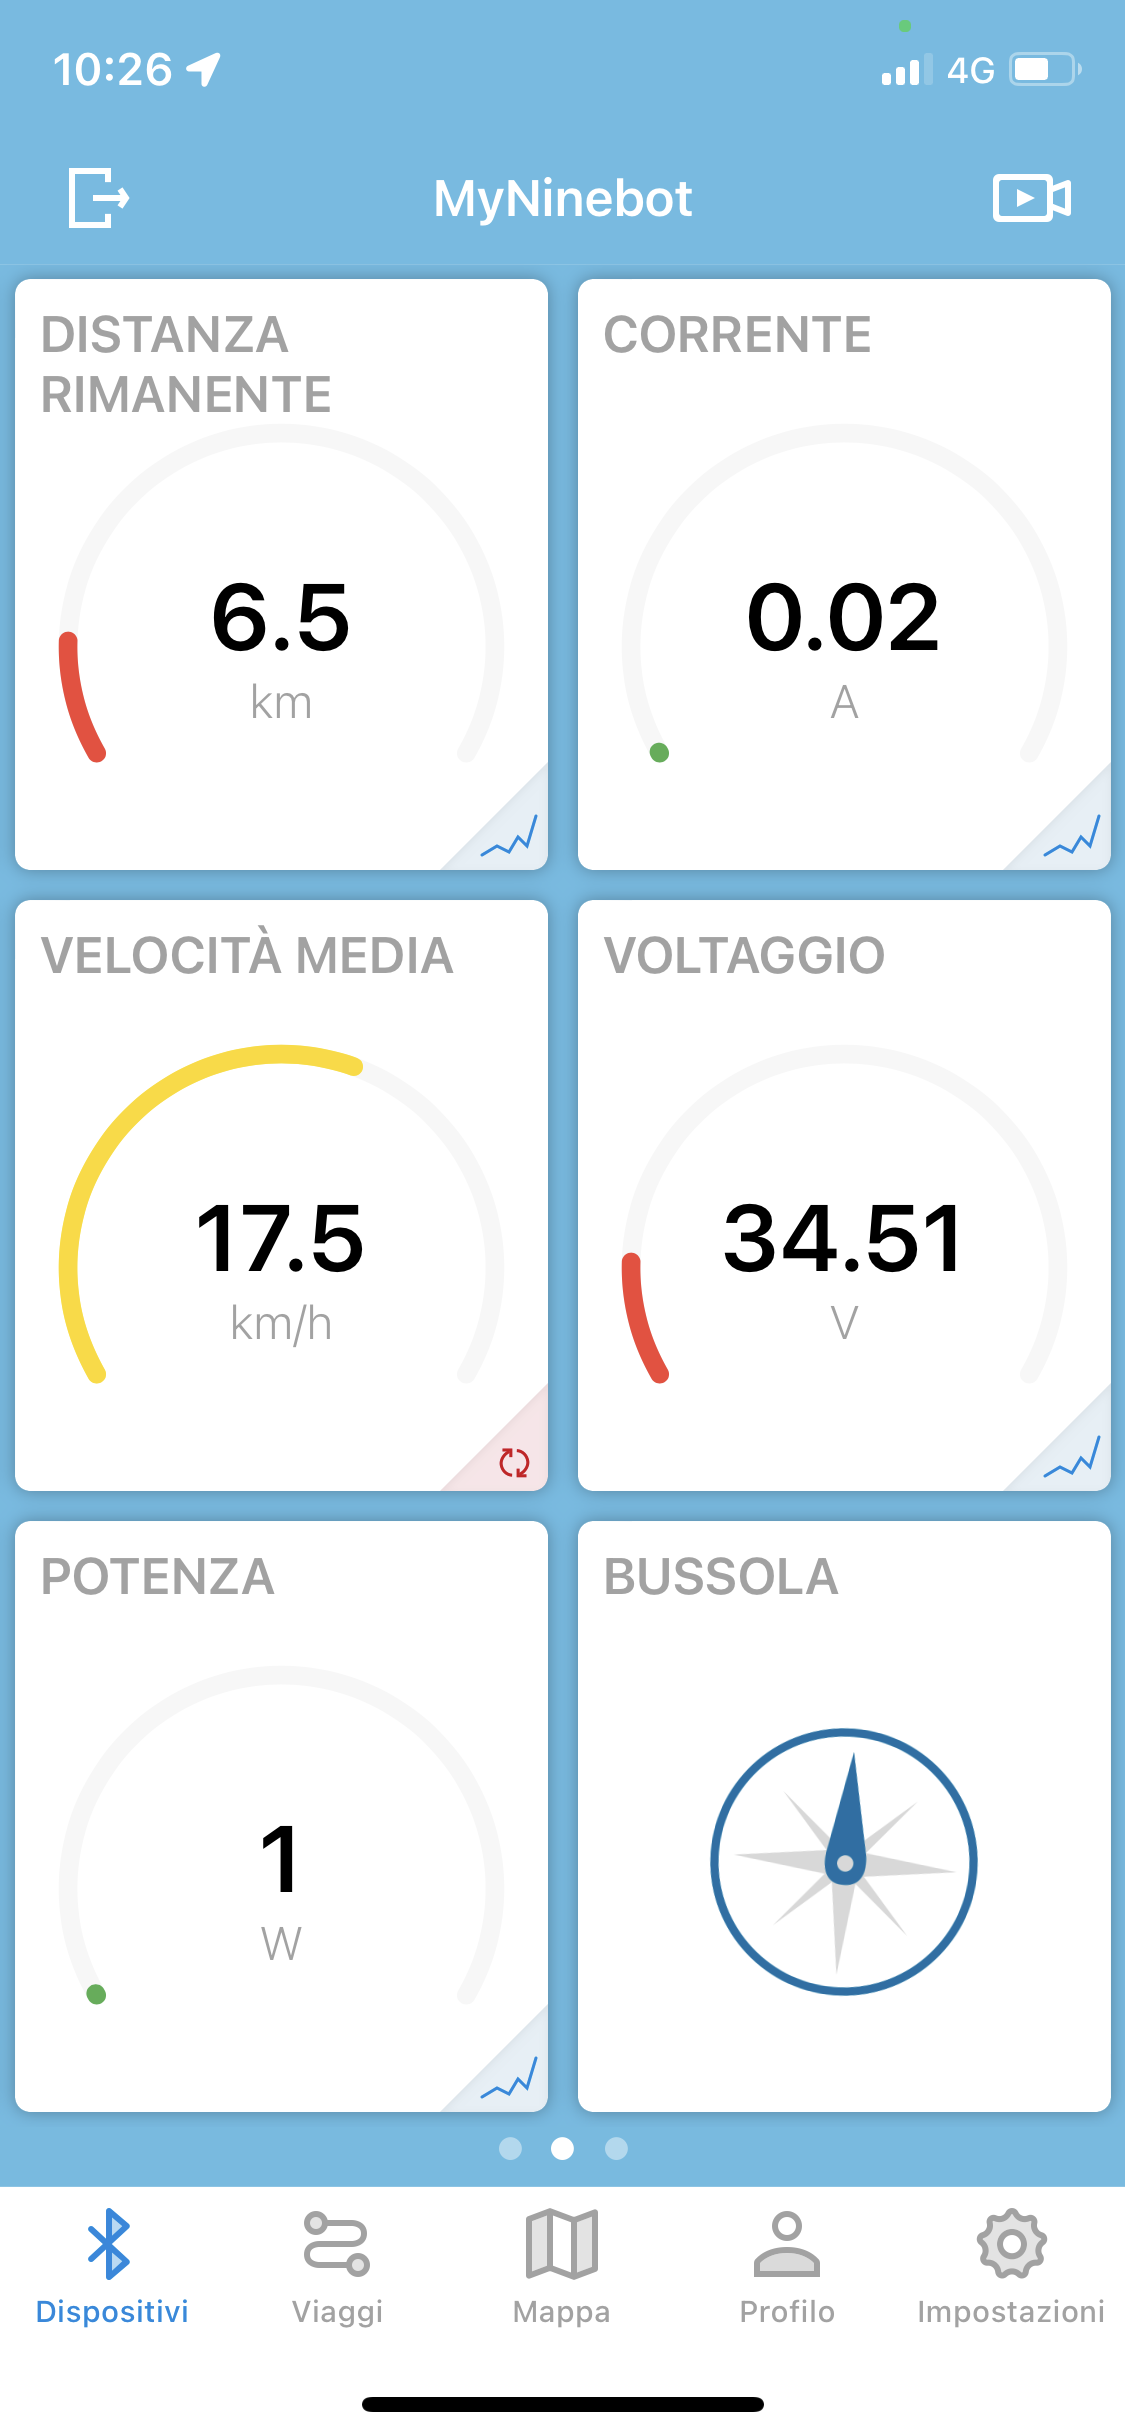 10:26
4G
MyNinebot
DISTANZA
RIMANENTE
6.5
km
CORRENTE
0.02
A
VELOCITÀ MEDIA
17.5
km/h
VOLTAGGIO
34.51
V
POTENZA
1
W
BUSSOLA
Dispositivi
Viaggi
Mappa
Profilo
Impostazioni